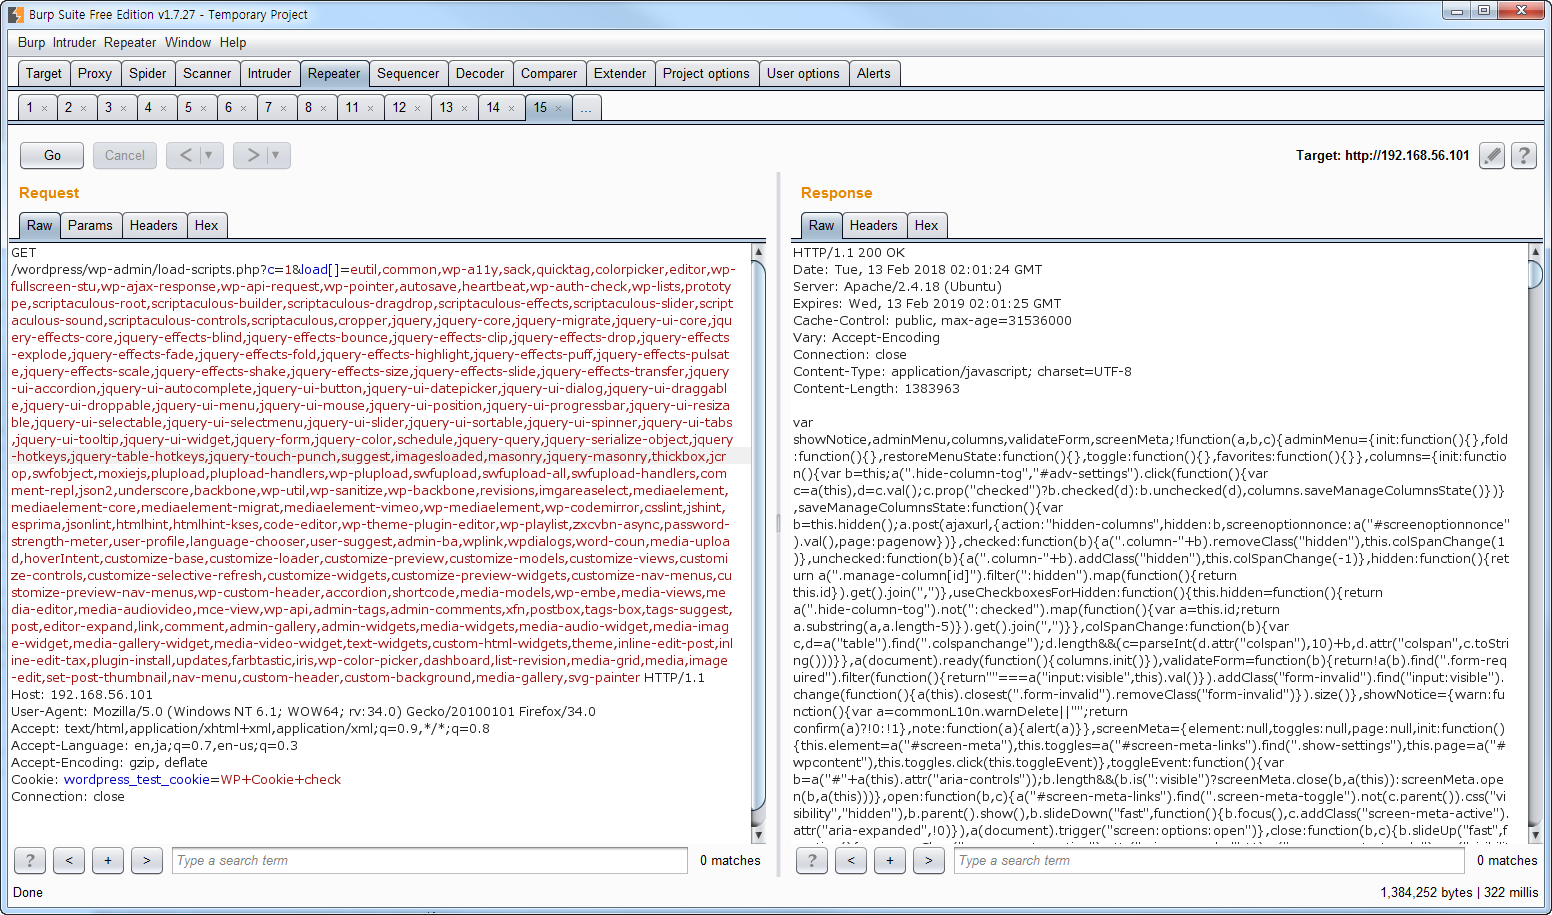 Burp Suite Free Edition v1.7.27 - Temporary Project
Burp Intruder Repeater Window Help
Target Proxy Spider Scanner Intruder Repeater Sequencer Decoder Comparer Extender Project options User options Alerts
1 × 2 × 3 × 4 × 5 × 6 × 7 × 8 × 11 × 12 × 13 × 14 × 15 × ...
Go Cancel < > Target: http://192.168.56.101 ?
Request
Raw Params Headers Hex
GET
/wordpress/wp-admin/load-scripts.php?c=1&load[]=eutil,common,wp-a11y,sack,quicktag,colorpicker,editor,wp-
fullscreen-stu,wp-ajax-response,wp-api-request,wp-pointer,autosave,heartbeat,wp-auth-check,wp-lists,prototy
pe,scriptaculous-root,scriptaculous-builder,scriptaculous-dragdrop,scriptaculous-effects,scriptaculous-slider,script
aculous-sound,scriptaculous-controls,scriptaculous,cropper,jquery,jquery-core,jquery-migrate,jquery-ui-core,jqu
ery-effects-core,jquery-effects-blind,jquery-effects-bounce,jquery-effects-clip,jquery-effects-drop,jquery-effects
-explode,jquery-effects-fade,jquery-effects-fold,jquery-effects-highlight,jquery-effects-puff,jquery-effects-pulsat
e,jquery-effects-scale,jquery-effects-shake,jquery-effects-size,jquery-effects-slide,jquery-effects-transfer,jquery
-ui-accordion,jquery-ui-autocomplete,jquery-ui-button,jquery-ui-datepicker,jquery-ui-dialog,jquery-ui-draggabl
e,jquery-ui-droppable,jquery-ui-menu,jquery-ui-mouse,jquery-ui-position,jquery-ui-progressbar,jquery-ui-resiza
ble,jquery-ui-selectable,jquery-ui-selectmenu,jquery-ui-slider,jquery-ui-sortable,jquery-ui-spinner,jquery-ui-tabs
,jquery-ui-tooltip,jquery-ui-widget,jquery-form,jquery-color,schedule,jquery-query,jquery-serialize-object,jquery
-hotkeys,jquery-table-hotkeys,jquery-touch-punch,suggest,imagesloaded,masonry,jquery-masonry,thickbox,jcr
op,swfobject,moxiejs,plupload,plupload-handlers,wp-plupload,swfupload,swfupload-all,swfupload-handlers,com
ment-repl,json2,underscore,backbone,wp-util,wp-sanitize,wp-backbone,revisions,imgareaselect,mediaelement,
mediaelement-core,mediaelement-migrat,mediaelement-vimeo,wp-mediaelement,wp-codemirror,csslint,jshint,
esprima,jsonlint,htmlhint,htmlhint-kses,code-editor,wp-theme-plugin-editor,wp-playlist,zxcvbn-async,password-
strength-meter,user-profile,language-chooser,user-suggest,admin-ba,wplink,wpdialogs,word-coun,media-upload
,hoverIntent,customize-base,customize-loader,customize-preview,customize-models,customize-views,customi
ze-controls,customize-selective-refresh,customize-widgets,customize-preview-widgets,customize-nav-menus,cu
stomize-preview-nav-menus,wp-custom-header,accordion,shortcode,media-models,wp-embe,media-views,me
dia-editor,media-audiovideo,mce-view,wp-api,admin-tags,admin-comments,xfn,postbox,tags-box,tags-suggest,
post,editor-expand,link,comment,admin-gallery,admin-widgets,media-widgets,media-audio-widget,media-imag
e-widget,media-gallery-widget,media-video-widget,text-widgets,custom-html-widgets,theme,inline-edit-post,inl
ine-edit-tax,plugin-install,updates,farbtastic,iris,wp-color-picker,dashboard,list-revision,media-grid,media,image
-edit,set-post-thumbnail,nav-menu,custom-header,custom-background,media-gallery,svg-painter HTTP/1.1
Host: 192.168.56.101
User-Agent: Mozilla/5.0 (Windows NT 6.1; WOW64; rv:34.0) Gecko/20100101 Firefox/34.0
Accept: text/html,application/xhtml+xml,application/xml;q=0.9,*/*;q=0.8
Accept-Language: en,ja;q=0.7,en-us;q=0.3
Accept-Encoding: gzip, deflate
Cookie: wordpress_test_cookie=WP+Cookie+check
Connection: close
? < + > Type a search term 0 matches
Response
Raw Headers Hex
HTTP/1.1 200 OK
Date: Tue, 13 Feb 2018 02:01:24 GMT
Server: Apache/2.4.18 (Ubuntu)
Expires: Wed, 13 Feb 2019 02:01:25 GMT
Cache-Control: public, max-age=31536000
Vary: Accept-Encoding
Connection: close
Content-Type: application/javascript; charset=UTF-8
Content-Length: 1383963
var
showNotice,adminMenu,columns,validateForm,screenMeta;!function(a,b,c){adminMenu={init:function(){},fold
:function(){},restoreMenuState:function(){},toggle:function(){},favorites:function(){}},columns={init:functio
n(){var b=this;a(".hide-column-tog","#adv-settings").click(function(){var
c=a(this),d=c.val();c.prop("checked")?b.checked(d):b.unchecked(d),columns.saveManageColumnsState()})}
,saveManageColumnsState:function(){var
b=this.hidden();a.post(ajaxurl,{action:"hidden-columns",hidden:b,screenoptionnonce:a("#screenoptionnonce"
).val(),page:pagenow})},checked:function(b){a(".column-"+b).removeClass("hidden"),this.colSpanChange(1
)},unchecked:function(b){a(".column-"+b).addClass("hidden"),this.colSpanChange(-1)},hidden:function(){ret
urn a(".manage-column[id]").filter(":hidden").map(function(){return
this.id}).get().join(",")},useCheckboxesForHidden:function(){this.hidden=function(){return
a(".hide-column-tog").not(":checked").map(function(){var a=this.id;return
a.substring(a,a.length-5)}).get().join(",")}},colSpanChange:function(b){var
c,d=a("table").find(".colspanchange");d.length&&(c=parseInt(d.attr("colspan"),10)+b,d.attr("colspan",c.toStr
ing()))}},a(document).ready(function(){columns.init()}),validateForm=function(b){return!a(b).find(".form-req
uired").filter(function(){return""===a("input:visible",this).val()}).addClass("form-invalid").find("input:visible").
change(function(){a(this).closest(".form-invalid").removeClass("form-invalid")}).size()},showNotice={warn:fu
nction(){var a=commonL10n.warnDelete||"";return
confirm(a)?!0:!1},note:function(a){alert(a)}},screenMeta={element:null,toggles:null,page:null,init:function()
{this.element=a("#screen-meta"),this.toggles=a("#screen-meta-links").find(".show-settings"),this.page=a("#
wpcontent"),this.toggles.click(this.toggleEvent)},toggleEvent:function(){var
b=a("#"+a(this).attr("aria-controls"));b.length&&(b.is(":visible")?screenMeta.close(b,a(this)):screenMeta.ope
n(b,a(this)))},open:function(b,c){a("#screen-meta-links").find(".screen-meta-toggle").not(c.parent()).css("vi
sibility","hidden"),b.parent().show(),b.slideDown("fast",function(){b.focus(),c.addClass("screen-meta-active").
attr("aria-expanded",!0)}),a(document).trigger("screen:options:open")},close:function(b,c){b.slideUp("fast",f
? < + > Type a search term 0 matches
Done 1,384,252 bytes | 322 millis